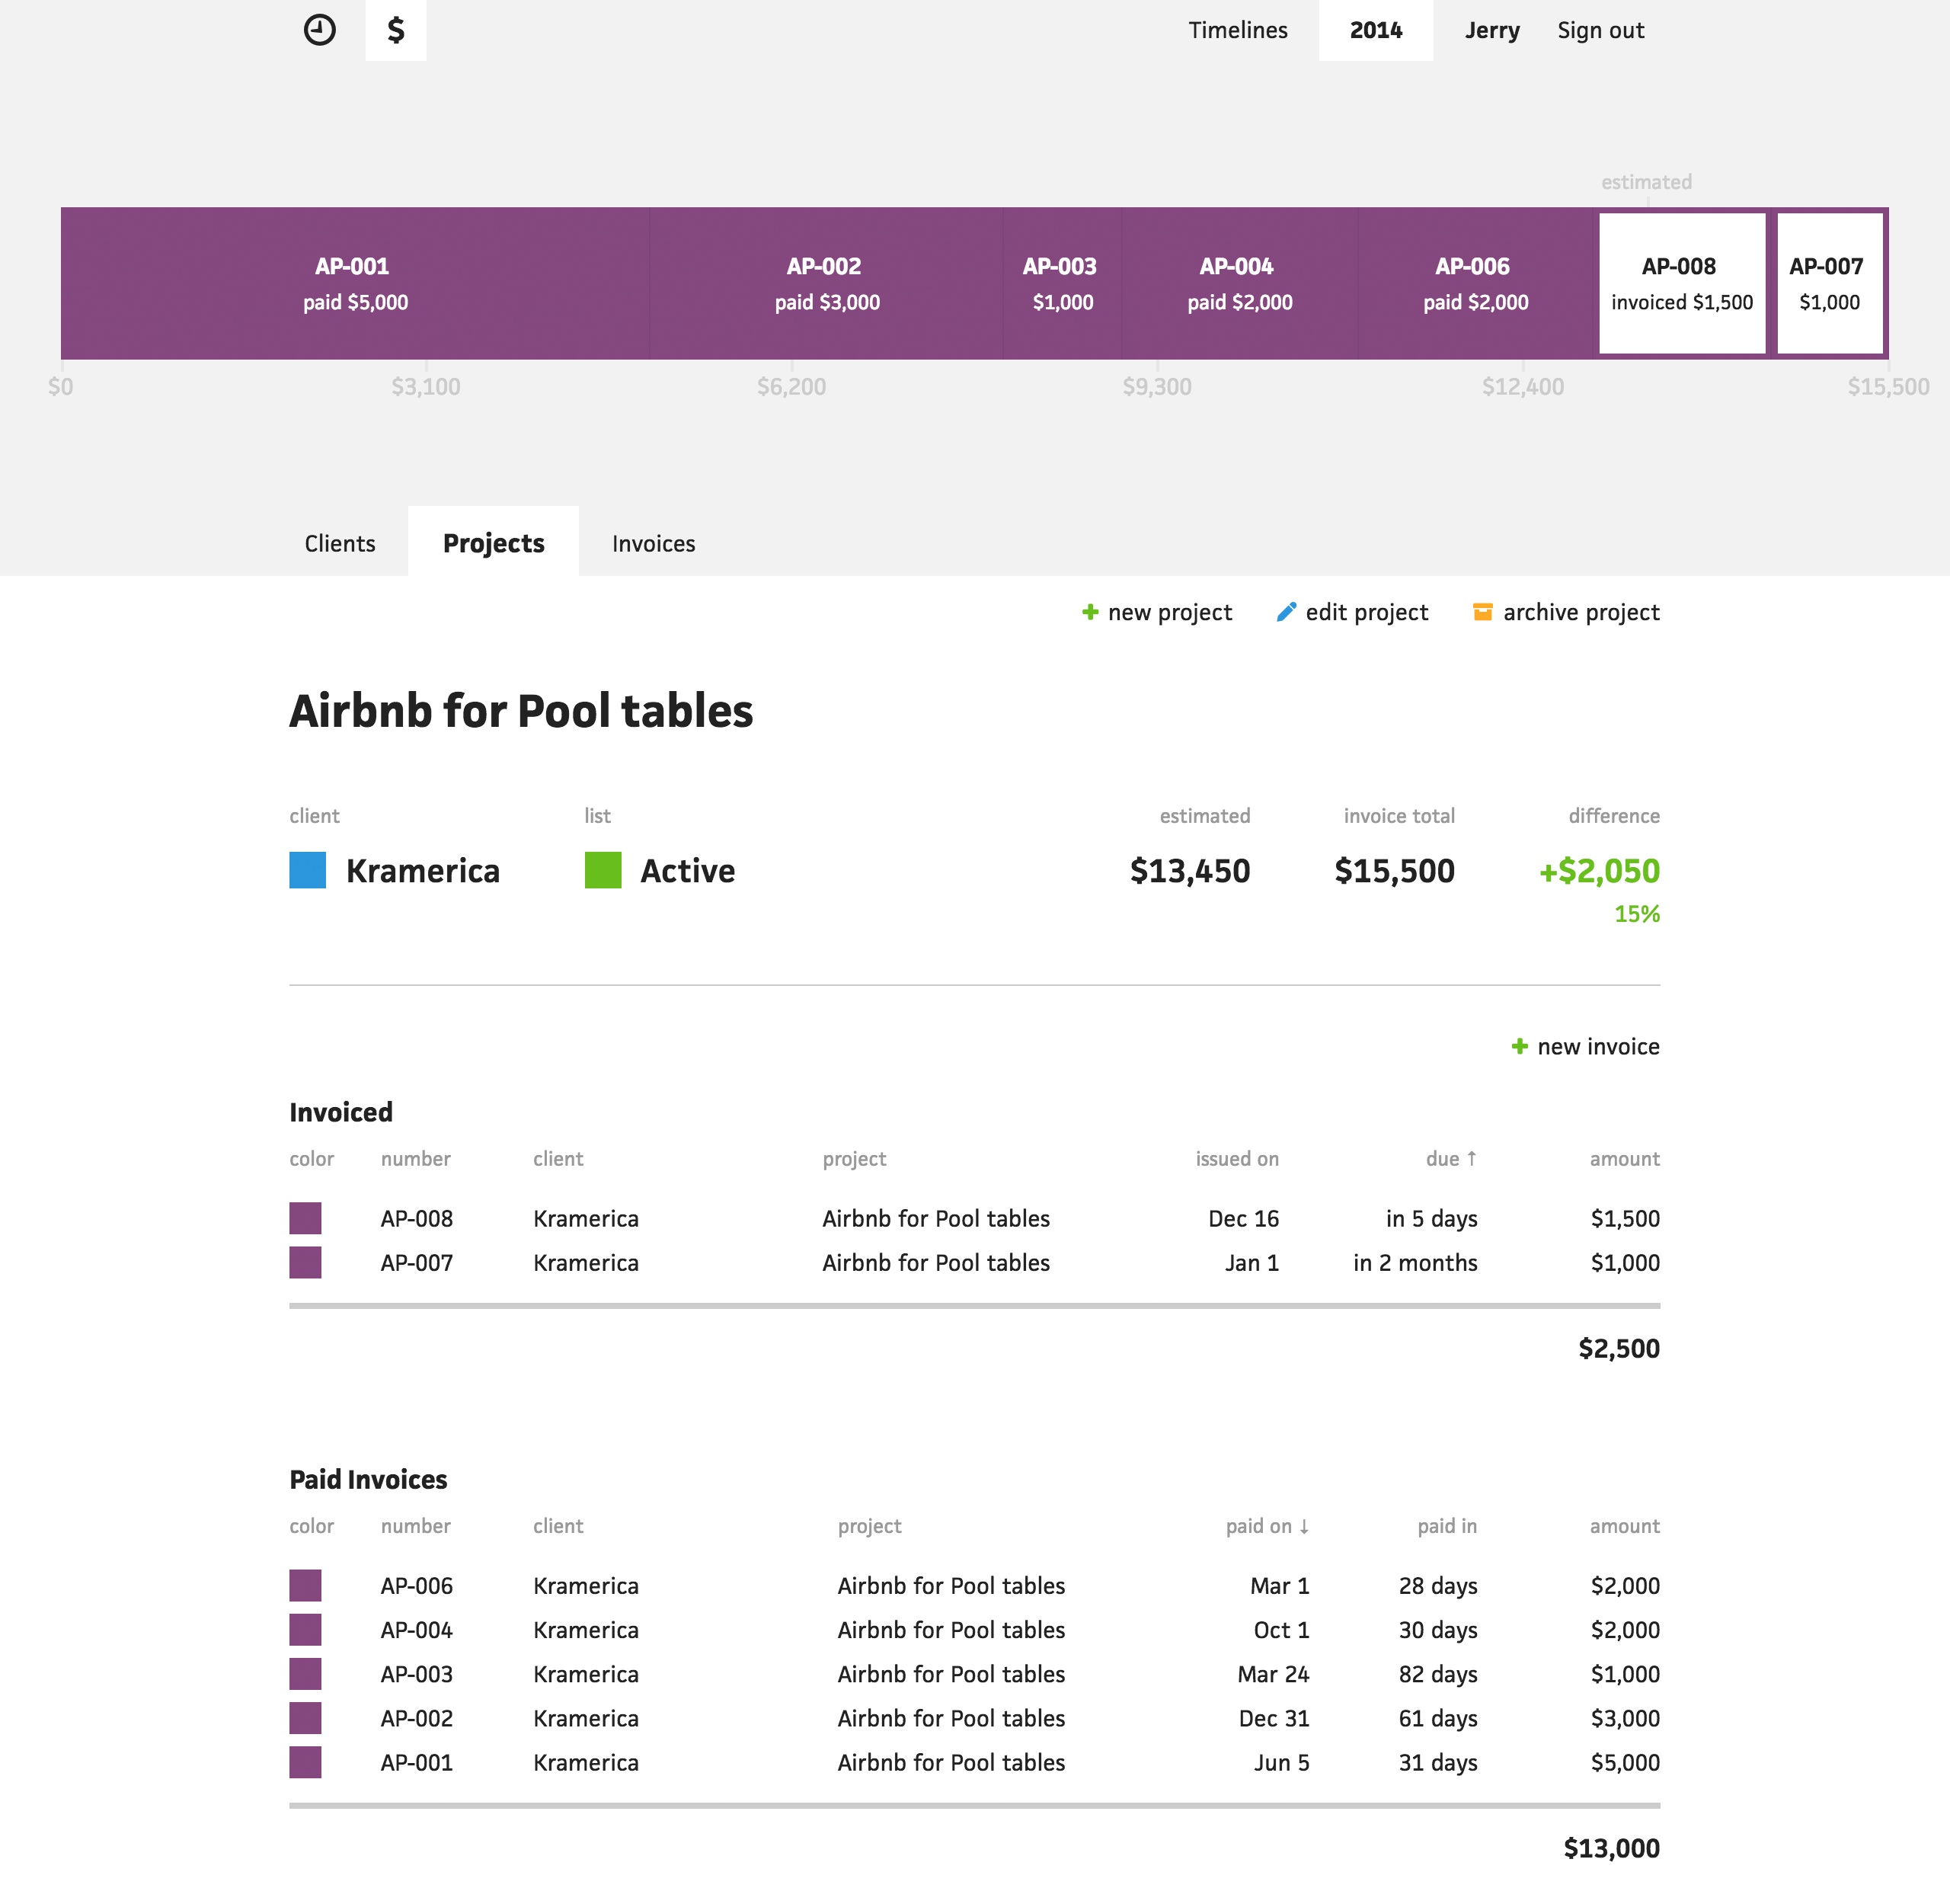 $ Timelines 2014 Jerry Sign out
estimated
AP-001 AP-002 AP-003 AP-004 AP-006 AP-008 AP-007
paid $5,000 paid $3,000 $1,000 paid $2,000 paid $2,000 invoiced $1,500 $1,000
$0 $3,100 $6,200 $9,300 $12,400 $15,500
Clients Projects Invoices
new project edit project archive project
Airbnb for Pool tables
client list estimated invoice total difference
Kramerica Active $13,450 $15,500 +$2,050
15%
new invoice
Invoiced
color number client project issued on due ↑ amount
AP-008 Kramerica Airbnb for Pool tables Dec 16 in 5 days $1,500
AP-007 Kramerica Airbnb for Pool tables Jan 1 in 2 months $1,000
$2,500
Paid Invoices
color number client project paid on ↓ paid in amount
AP-006 Kramerica Airbnb for Pool tables Mar 1 28 days $2,000
AP-004 Kramerica Airbnb for Pool tables Oct 1 30 days $2,000
AP-003 Kramerica Airbnb for Pool tables Mar 24 82 days $1,000
AP-002 Kramerica Airbnb for Pool tables Dec 31 61 days $3,000
AP-001 Kramerica Airbnb for Pool tables Jun 5 31 days $5,000
$13,000